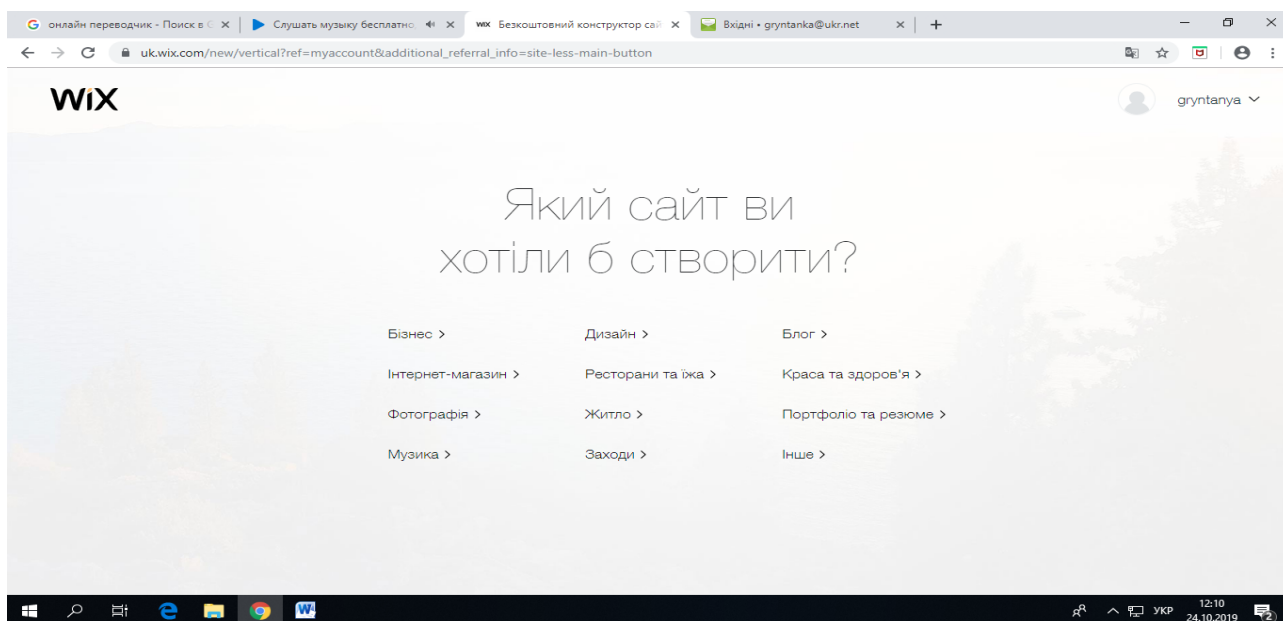 онлайн переводчик - Поиск в
Слушать музыку бесплатно,
WiX Безкоштовний конструктор сай
Вхідні • gryntanka@ukr.net
uk.wix.com/new/vertical?ref=myaccount&additional_referral_info=site-less-main-button
WiX
gryntanya
Який сайт ви
хотіли б створити?
Бізнес >
Дизайн >
Блог >
Інтернет-магазин >
Ресторани та їжа >
Краса та здоров'я >
Фотографія >
Житло >
Портфоліо та резюме >
Музика >
Заходи >
Інше >
УКР
12:10
24.10.2019
2